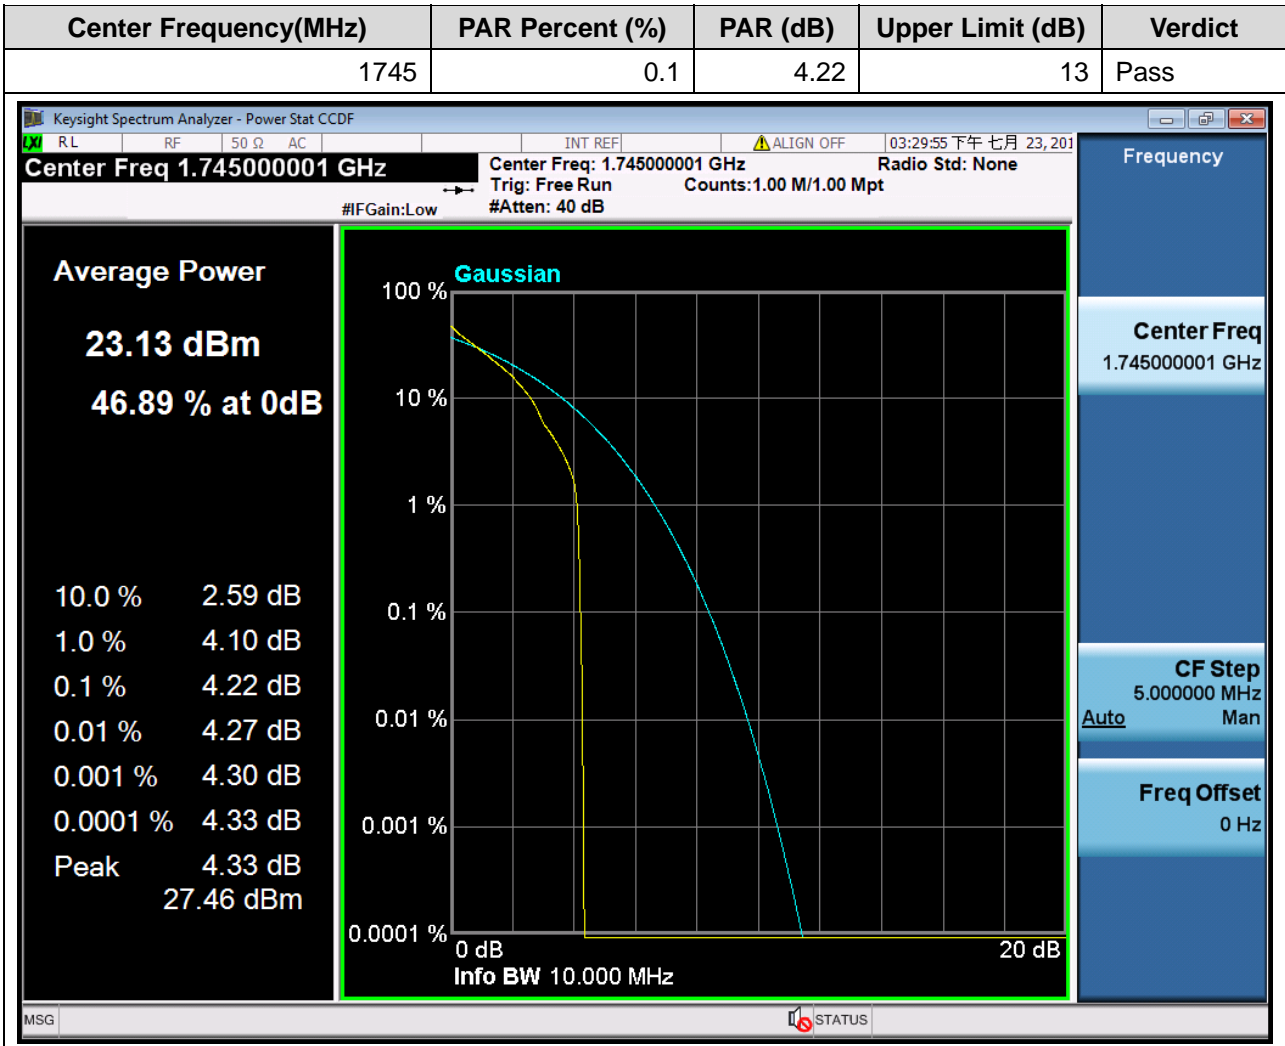 Center Frequency(MHz) PAR Percent (%) PAR (dB) Upper Limit (dB) Verdict
1745 0.1 4.22 13 Pass
Keysight Spectrum Analyzer - Power Stat CCDF
LXI RL RF 50 Ω AC INT REF ALIGN OFF 03:29:55 下午 七月 23, 201
Center Freq 1.745000001 GHz
Center Freq: 1.745000001 GHz Radio Std: None
Trig: Free Run Counts:1.00 M/1.00 Mpt
#IFGain:Low #Atten: 40 dB
Average Power
23.13 dBm
46.89 % at 0dB
10.0 % 2.59 dB
1.0 % 4.10 dB
0.1 % 4.22 dB
0.01 % 4.27 dB
0.001 % 4.30 dB
0.0001 % 4.33 dB
Peak 4.33 dB
27.46 dBm
Gaussian
100 %
10 %
1 %
0.1 %
0.01 %
0.001 %
0.0001 %
0 dB 20 dB
Info BW 10.000 MHz
Frequency
Center Freq
1.745000001 GHz
CF Step
5.000000 MHz
Auto Man
Freq Offset
0 Hz
MSG STATUS